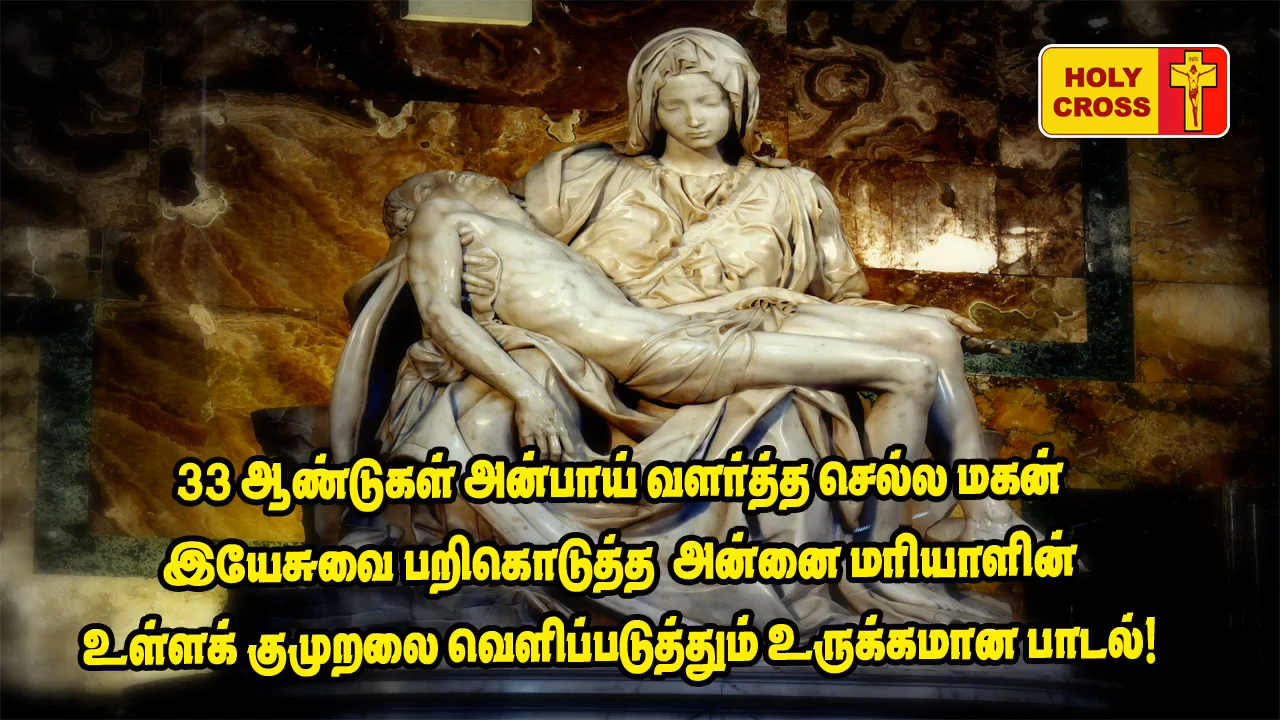 HOLY
CROSS
INRI
33 ஆண்டுகள் அன்பாய் வளர்த்த செல்ல மகன்
இயேசுவை பறிகொடுத்த அன்னை மரியாளின்
உள்ளக் குமுறலை வெளிப்படுத்தும் உருக்கமான பாடல்!